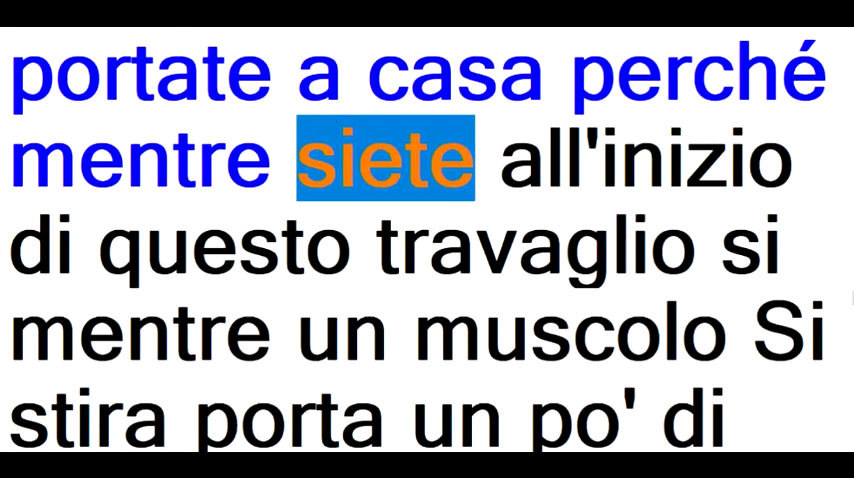 portate a casa perché
mentre siete all'inizio
di questo travaglio si
mentre un muscolo Si
stira porta un po' di